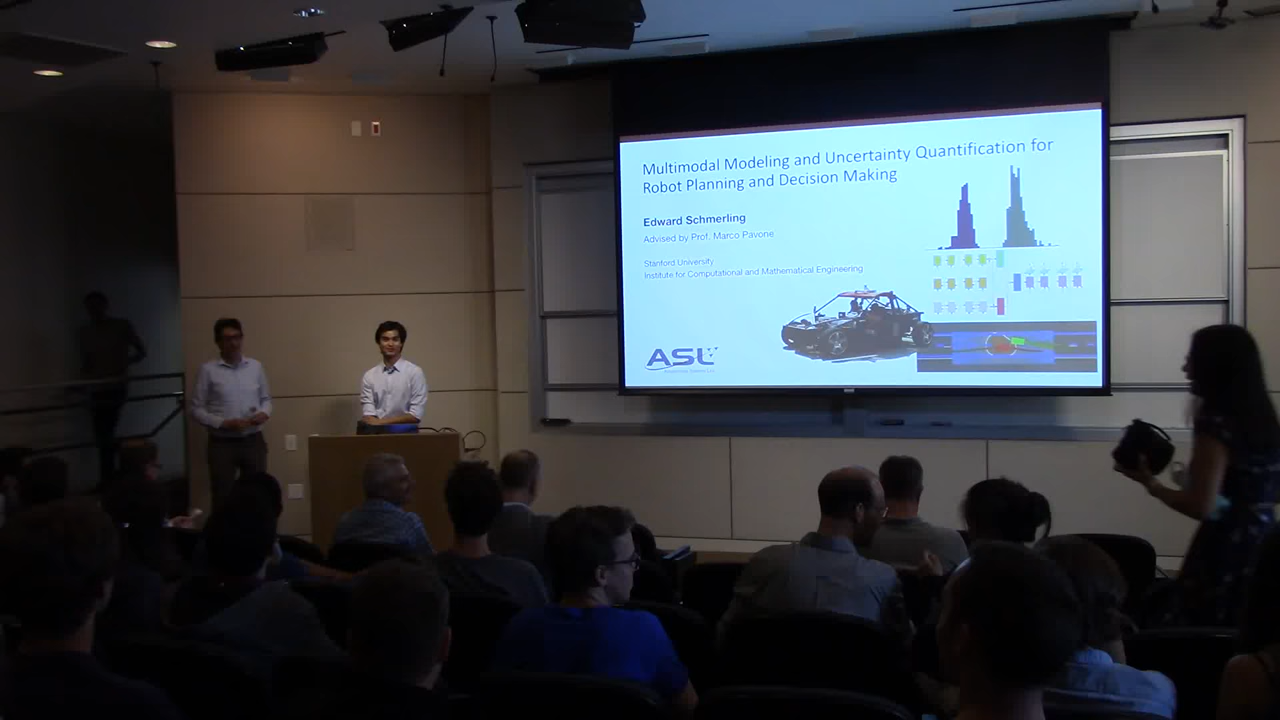 Multimodal Modeling and Uncertainty Quantification for
Robot Planning and Decision Making
Edward Schmerling
Advised by Prof. Marco Pavone
Stanford University
Institute for Computational and Mathematical Engineering
ASL